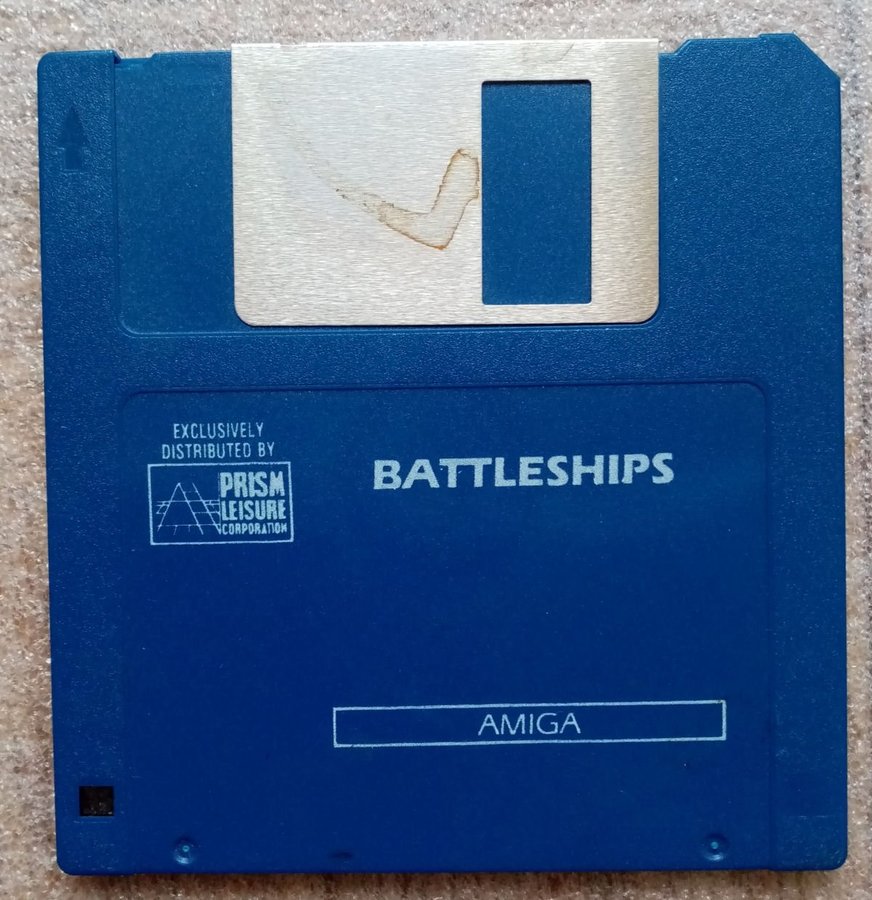 EXCLUSIVELY
DISTRIBUTED BY
PRISM
LEISURE
CORPORATION
BATTLESHIPS
AMIGA